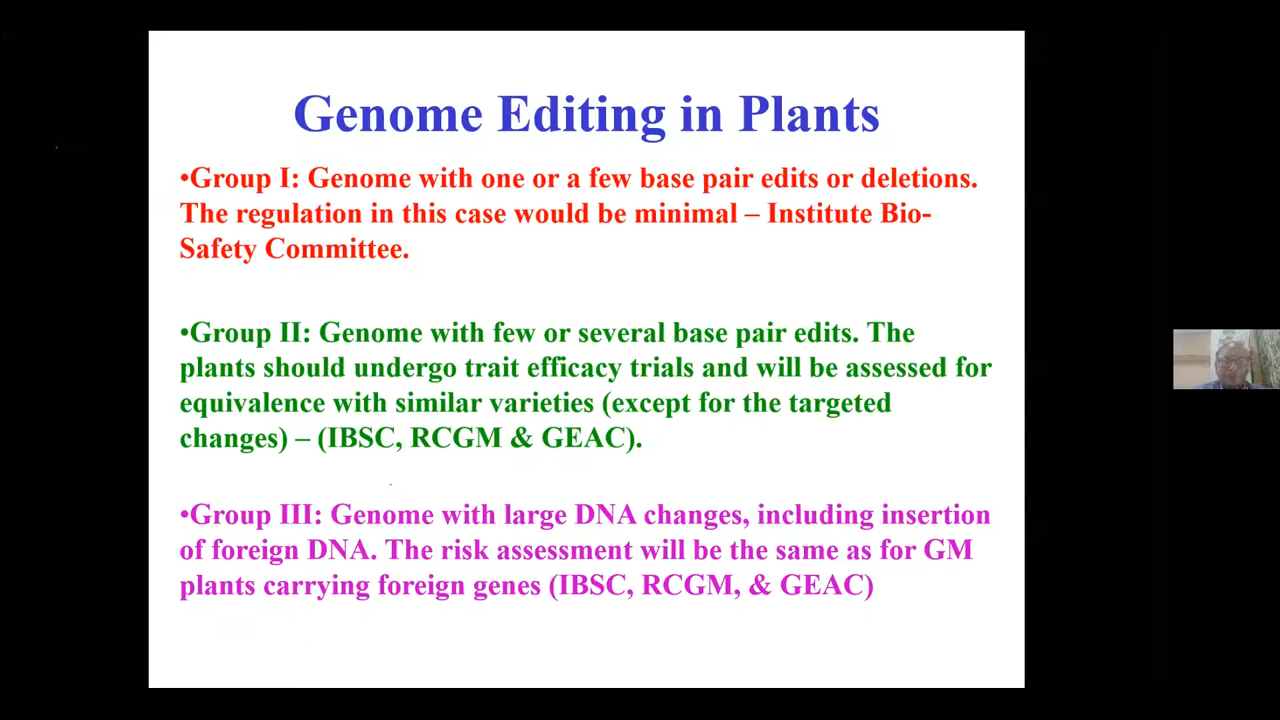 Genome Editing in Plants
•Group I: Genome with one or a few base pair edits or deletions.
The regulation in this case would be minimal – Institute Bio-
Safety Committee.
•Group II: Genome with few or several base pair edits. The
plants should undergo trait efficacy trials and will be assessed for
equivalence with similar varieties (except for the targeted
changes) – (IBSC, RCGM & GEAC).
•Group III: Genome with large DNA changes, including insertion
of foreign DNA. The risk assessment will be the same as for GM
plants carrying foreign genes (IBSC, RCGM, & GEAC)